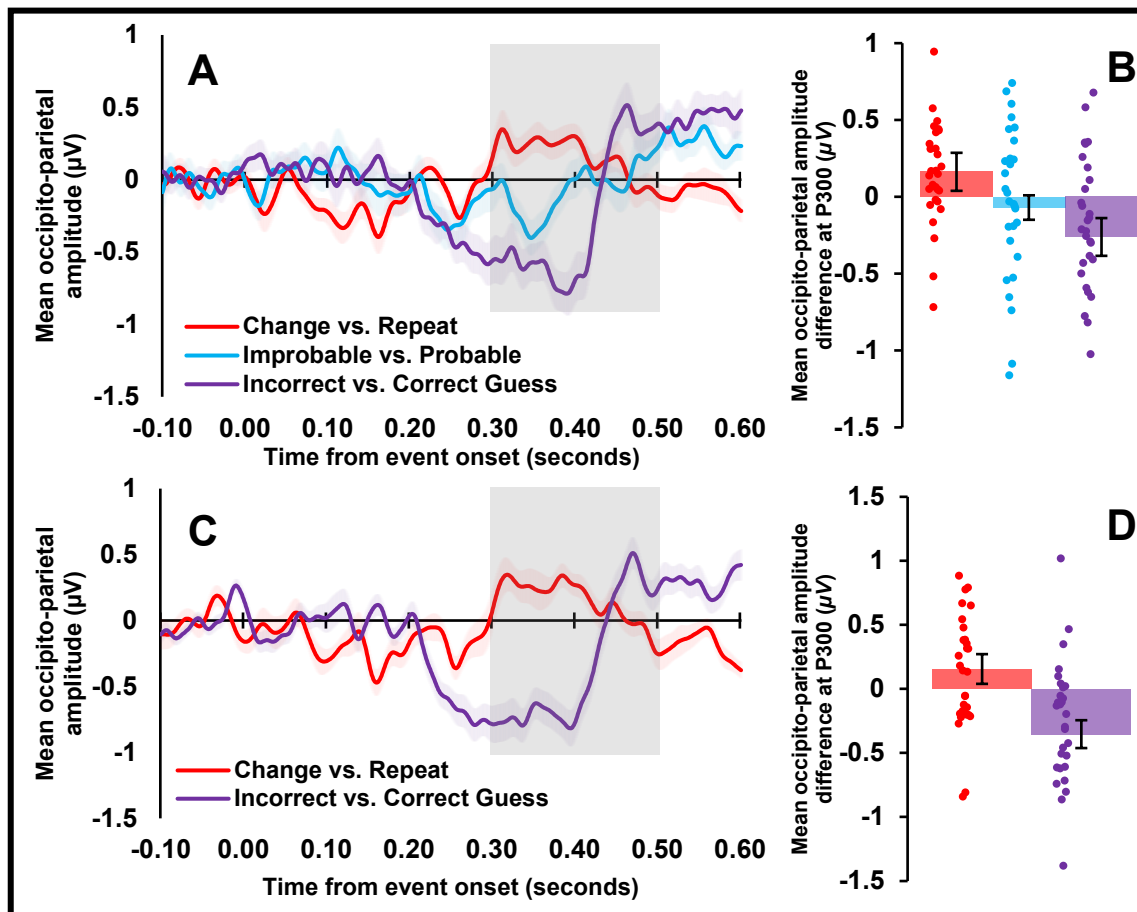 A
Mean occipito-parietal
amplitude (µV)
1
0.5
0
-0.5
-1
-1.5
Change vs. Repeat
Improbable vs. Probable
Incorrect vs. Correct Guess
-0.10 0.00 0.10 0.20 0.30 0.40 0.50 0.60
Time from event onset (seconds)
B
Mean occipito-parietal amplitude
difference at P300 (µV)
1
0.5
0
-0.5
-1
-1.5
C
Mean occipito-parietal
amplitude (µV)
1
0.5
0
-0.5
-1
-1.5
Change vs. Repeat
Incorrect vs. Correct Guess
-0.10 0.00 0.10 0.20 0.30 0.40 0.50 0.60
Time from event onset (seconds)
D
Mean occipito-parietal amplitude
difference at P300 (µV)
1.5
1
0.5
0
-0.5
-1
-1.5